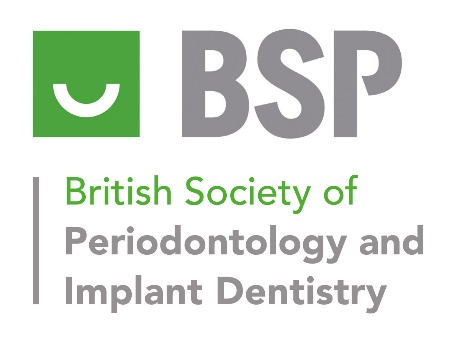 BSP
British Society of
Periodontology and
Implant Dentistry